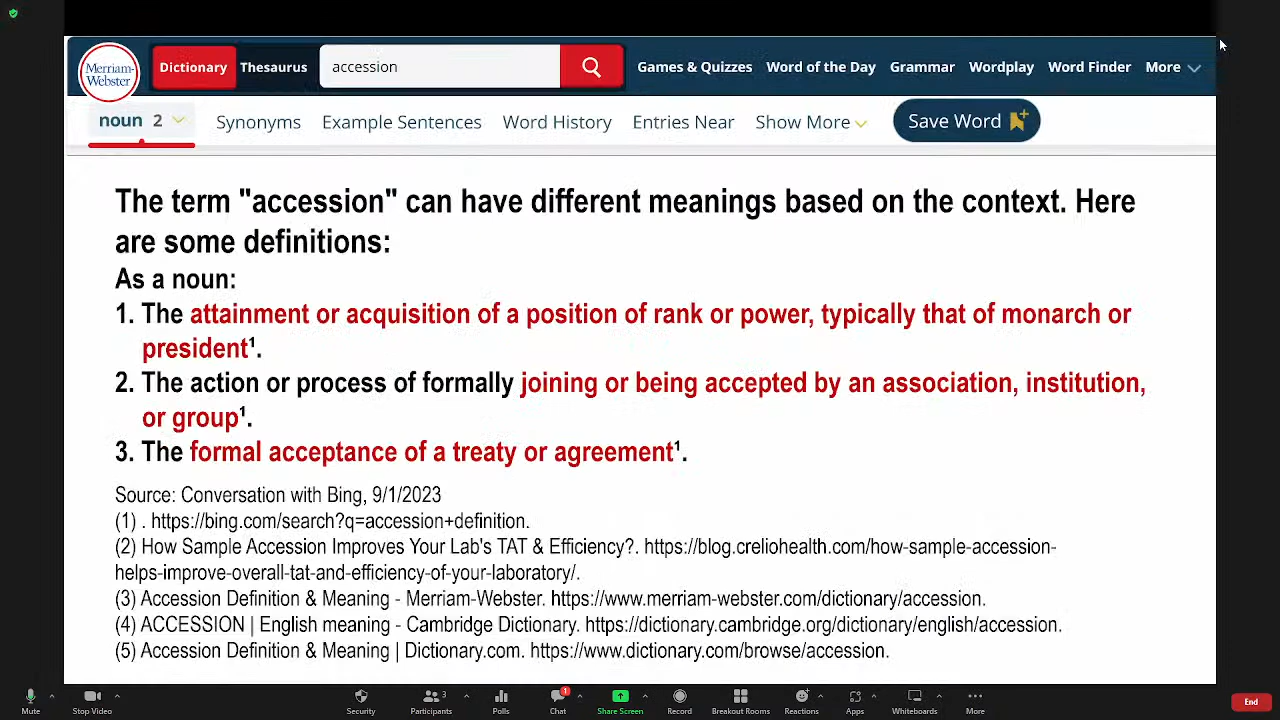 Merriam-
Webster
Dictionary Thesaurus accession Games & Quizzes Word of the Day Grammar Wordplay Word Finder More
noun 2 Synonyms Example Sentences Word History Entries Near Show More Save Word
The term "accession" can have different meanings based on the context. Here
are some definitions:
As a noun:
1. The attainment or acquisition of a position of rank or power, typically that of monarch or
president¹.
2. The action or process of formally joining or being accepted by an association, institution,
or group¹.
3. The formal acceptance of a treaty or agreement¹.
Source: Conversation with Bing, 9/1/2023
(1) . https://bing.com/search?q=accession+definition.
(2) How Sample Accession Improves Your Lab's TAT & Efficiency?. https://blog.creliohealth.com/how-sample-accession-
helps-improve-overall-tat-and-efficiency-of-your-laboratory/.
(3) Accession Definition & Meaning - Merriam-Webster. https://www.merriam-webster.com/dictionary/accession.
(4) ACCESSION | English meaning - Cambridge Dictionary. https://dictionary.cambridge.org/dictionary/english/accession.
(5) Accession Definition & Meaning | Dictionary.com. https://www.dictionary.com/browse/accession.
3 1
Mute Stop Video Security Participants Polls Chat Share Screen Record Breakout Rooms Reactions Apps Whiteboards More End